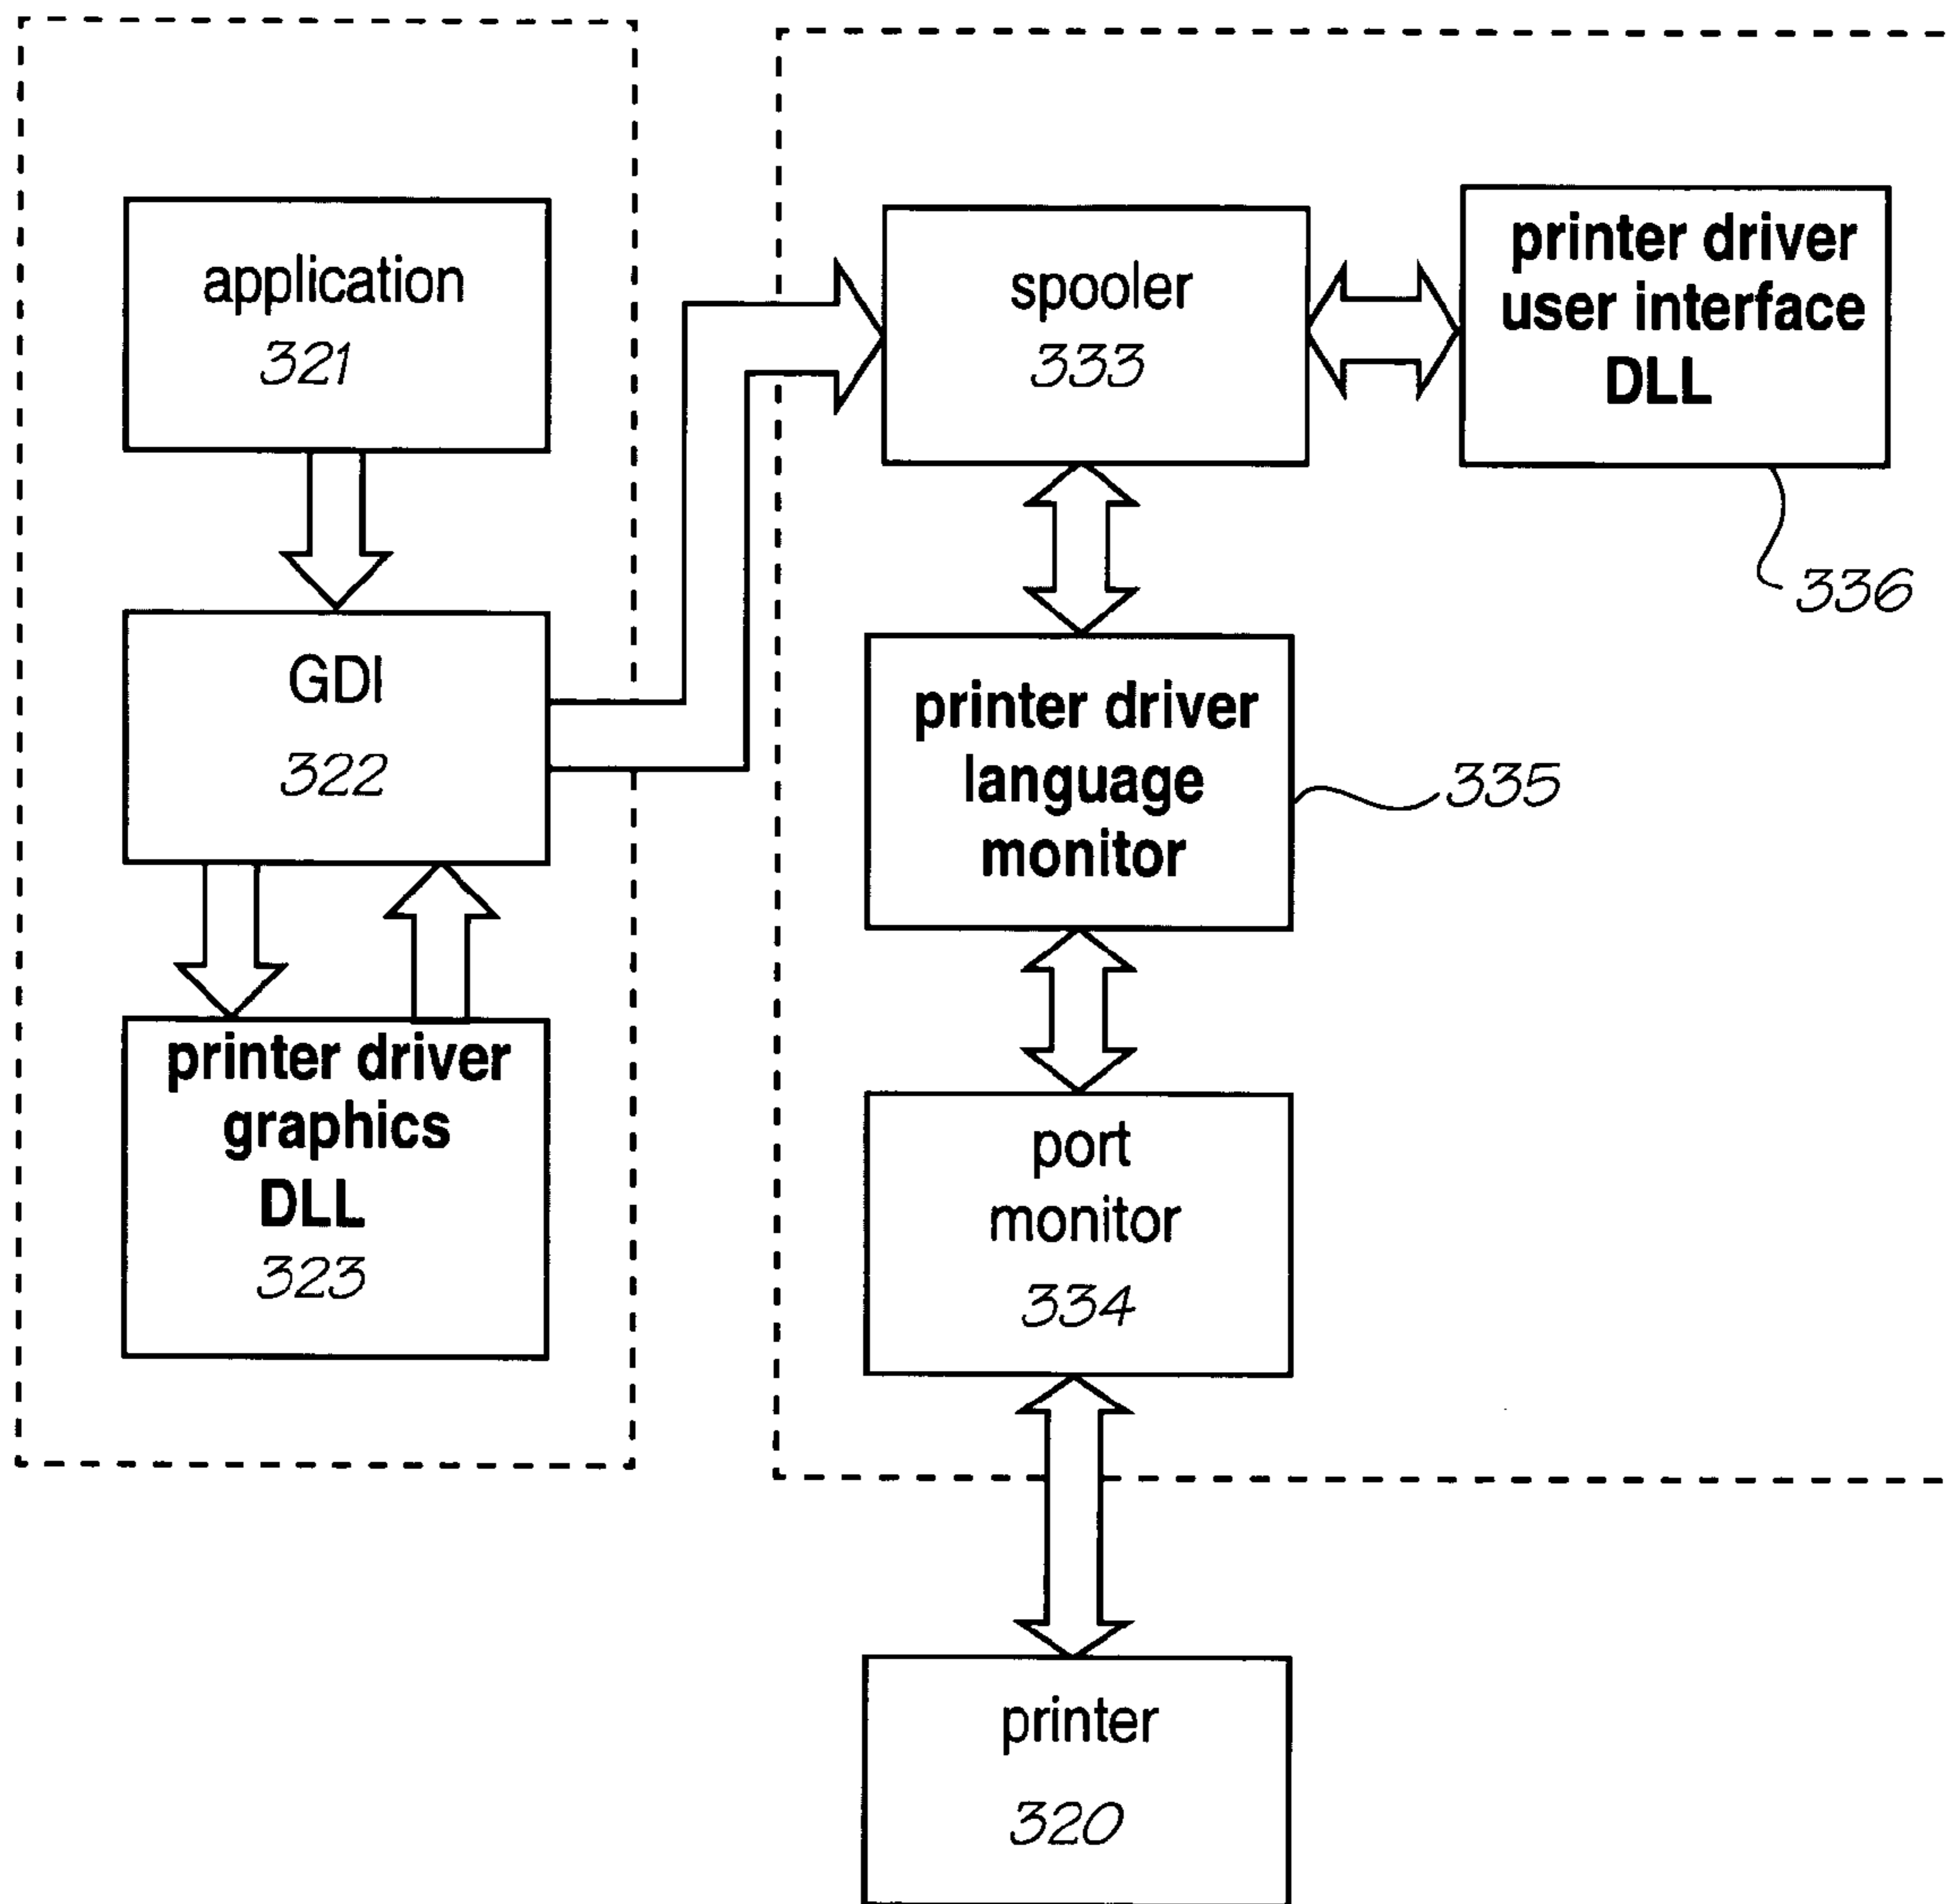 application
321
GDI
322
printer driver
graphics
DLL
323
spooler
333
printer driver
user interface
DLL
336
printer driver
language
monitor
335
port
monitor
334
printer
320